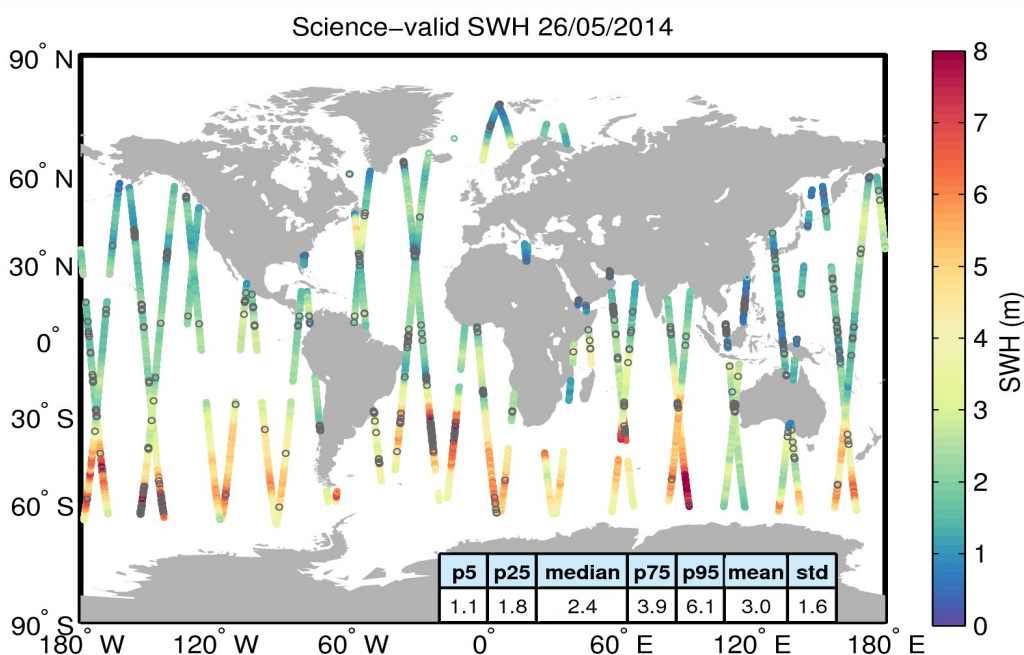 Science−valid SWH 26/05/2014
90° N
60° N
30° N
0°
30° S
60° S
90° S
180° W
120° W
60° W
0°
60° E
120° E
180° E
8
7
6
5
4
3
2
1
0
SWH (m)
p5 p25 median p75 p95 mean std
1.1 1.8 2.4 3.9 6.1 3.0 1.6